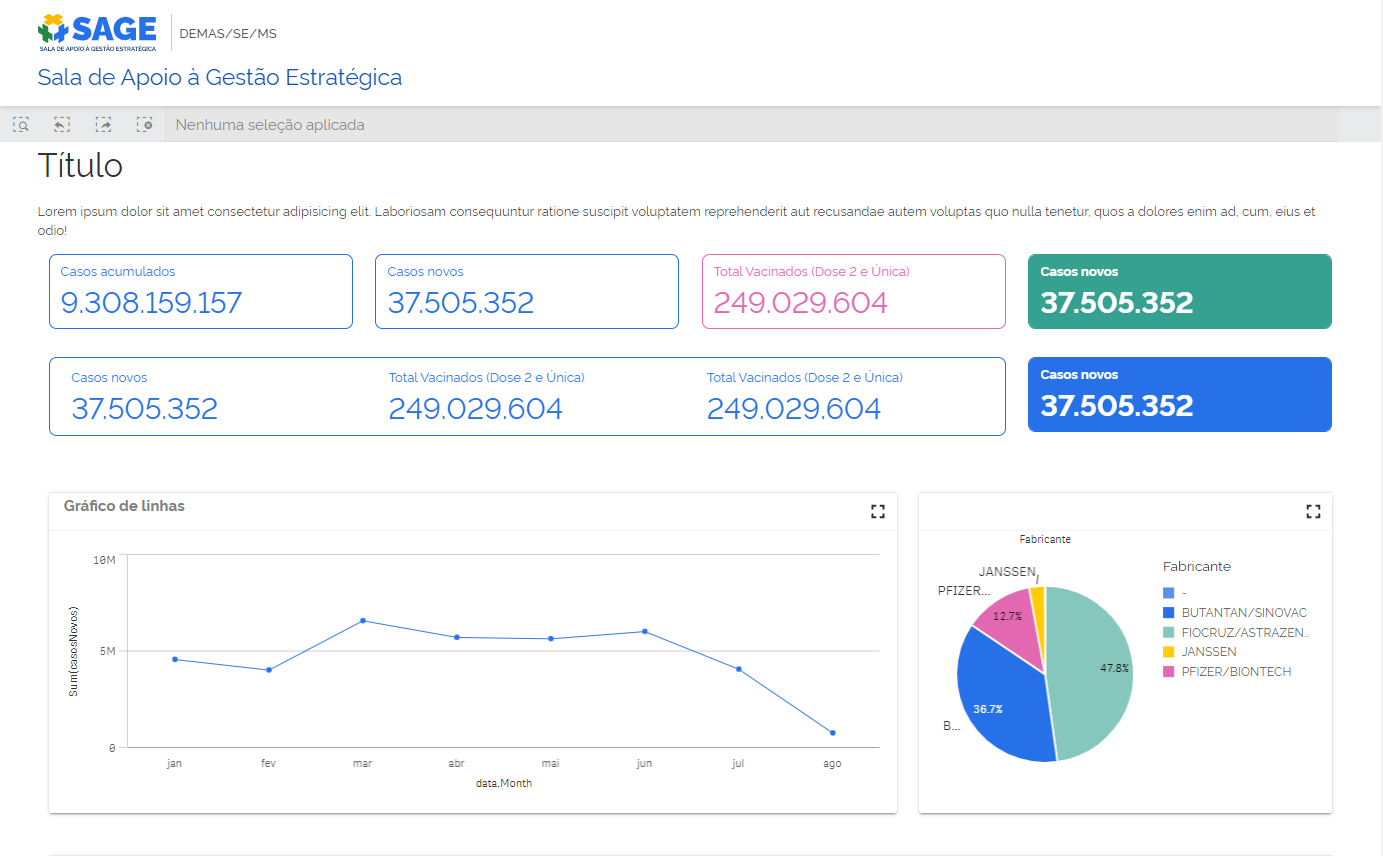 SAGE
SALA DE APOIO À GESTÃO ESTRATÉGICA
DEMAS/SE/MS
Sala de Apoio à Gestão Estratégica
Nenhuma seleção aplicada
Título
Lorem ipsum dolor sit amet consectetur adipisicing elit. Laboriosam consequuntur ratione suscipit voluptatem reprehenderit aut recusandae autem voluptas quo nulla tenetur, quos a dolores enim ad, cum, eius et
odio!
Casos acumulados
9.308.159.157
Casos novos
37.505.352
Total Vacinados (Dose 2 e Única)
249.029.604
Casos novos
37.505.352
Casos novos
37.505.352
Total Vacinados (Dose 2 e Única)
249.029.604
Total Vacinados (Dose 2 e Única)
249.029.604
Casos novos
37.505.352
Gráfico de linhas
Sum(casosNovos)
10M
5M
0
jan fev mar abr mai jun jul ago
data.Month
Fabricante
JANSSEN
PFIZER...
12.7%
47.8%
36.7%
B...
Fabricante
-
BUTANTAN/SINOVAC
FIOCRUZ/ASTRAZEN...
JANSSEN
PFIZER/BIONTECH